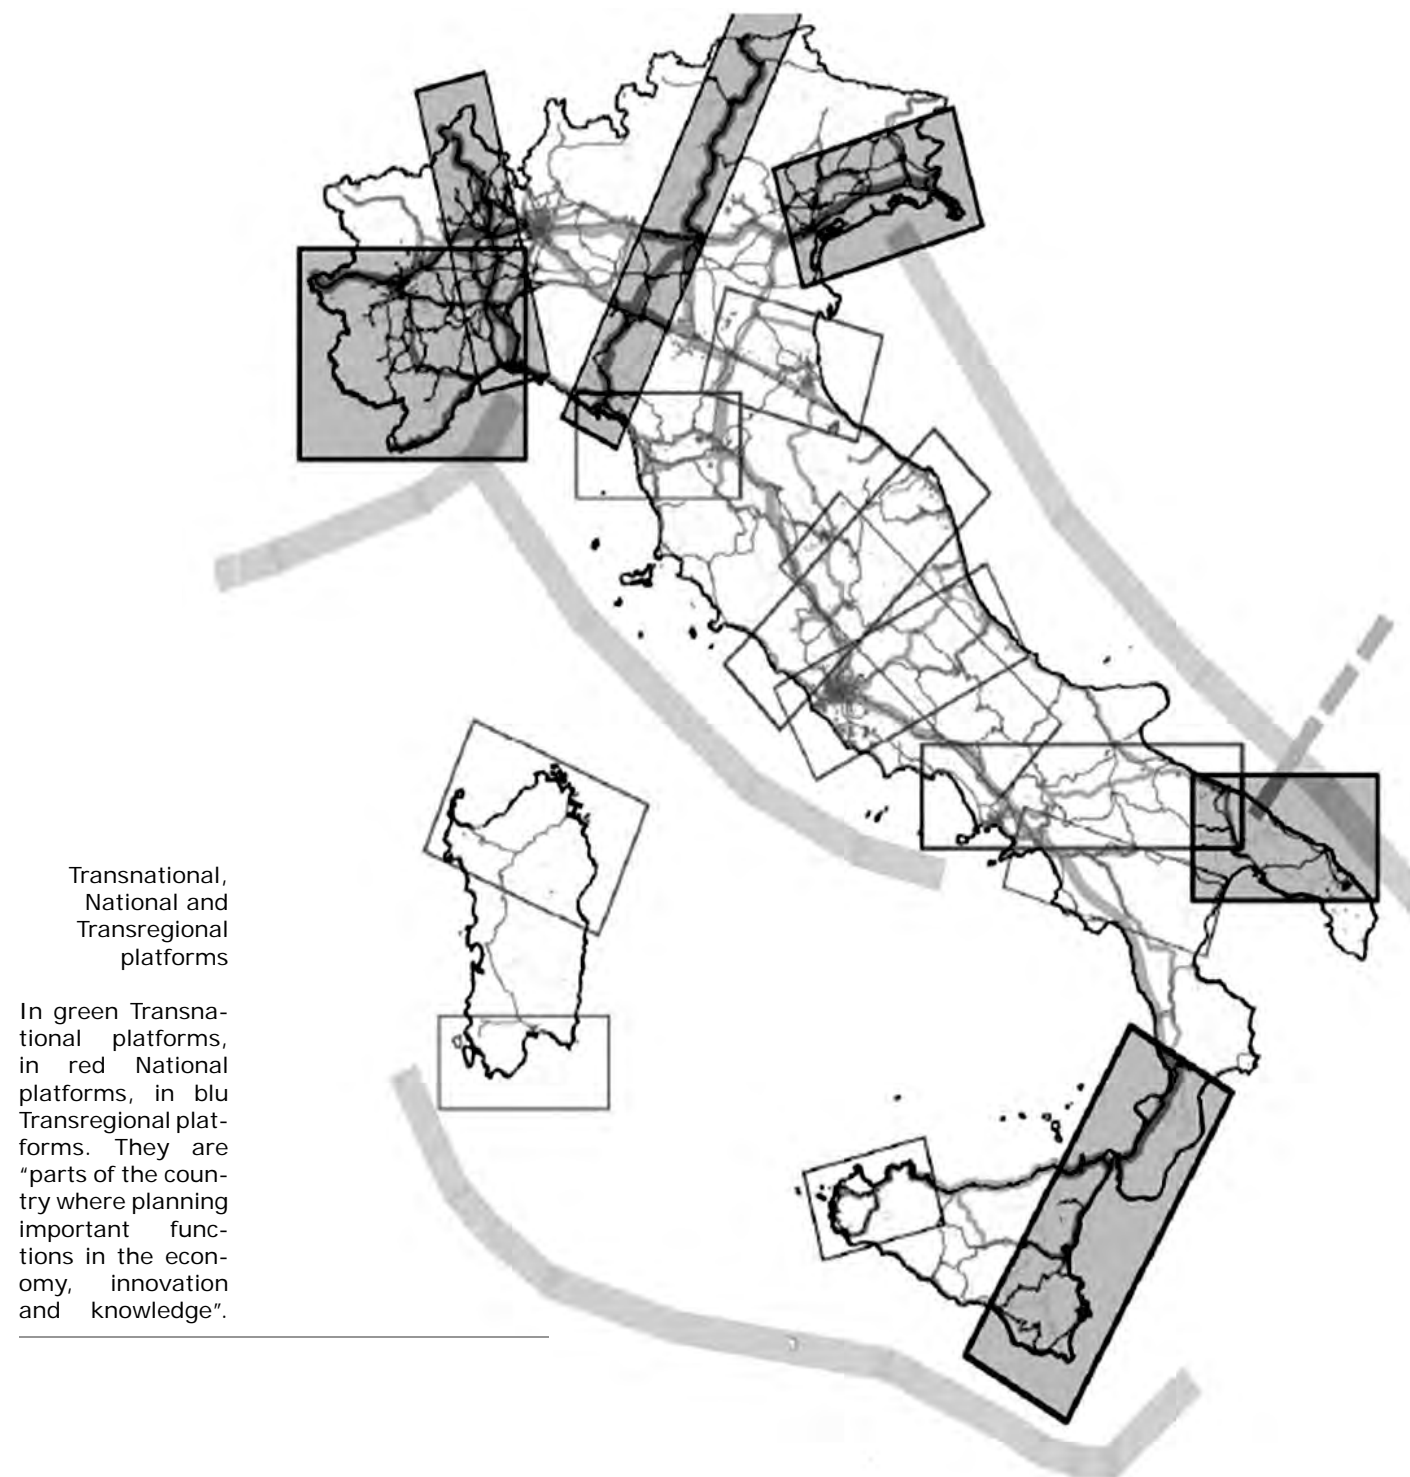 Transnational,
National and
Transregional
platforms
In green Transna-
tional platforms,
in red National
platforms, in blu
Transregional plat-
forms. They are
“parts of the coun-
try where planning
important func-
tions in the econ-
omy, innovation
and knowledge”.